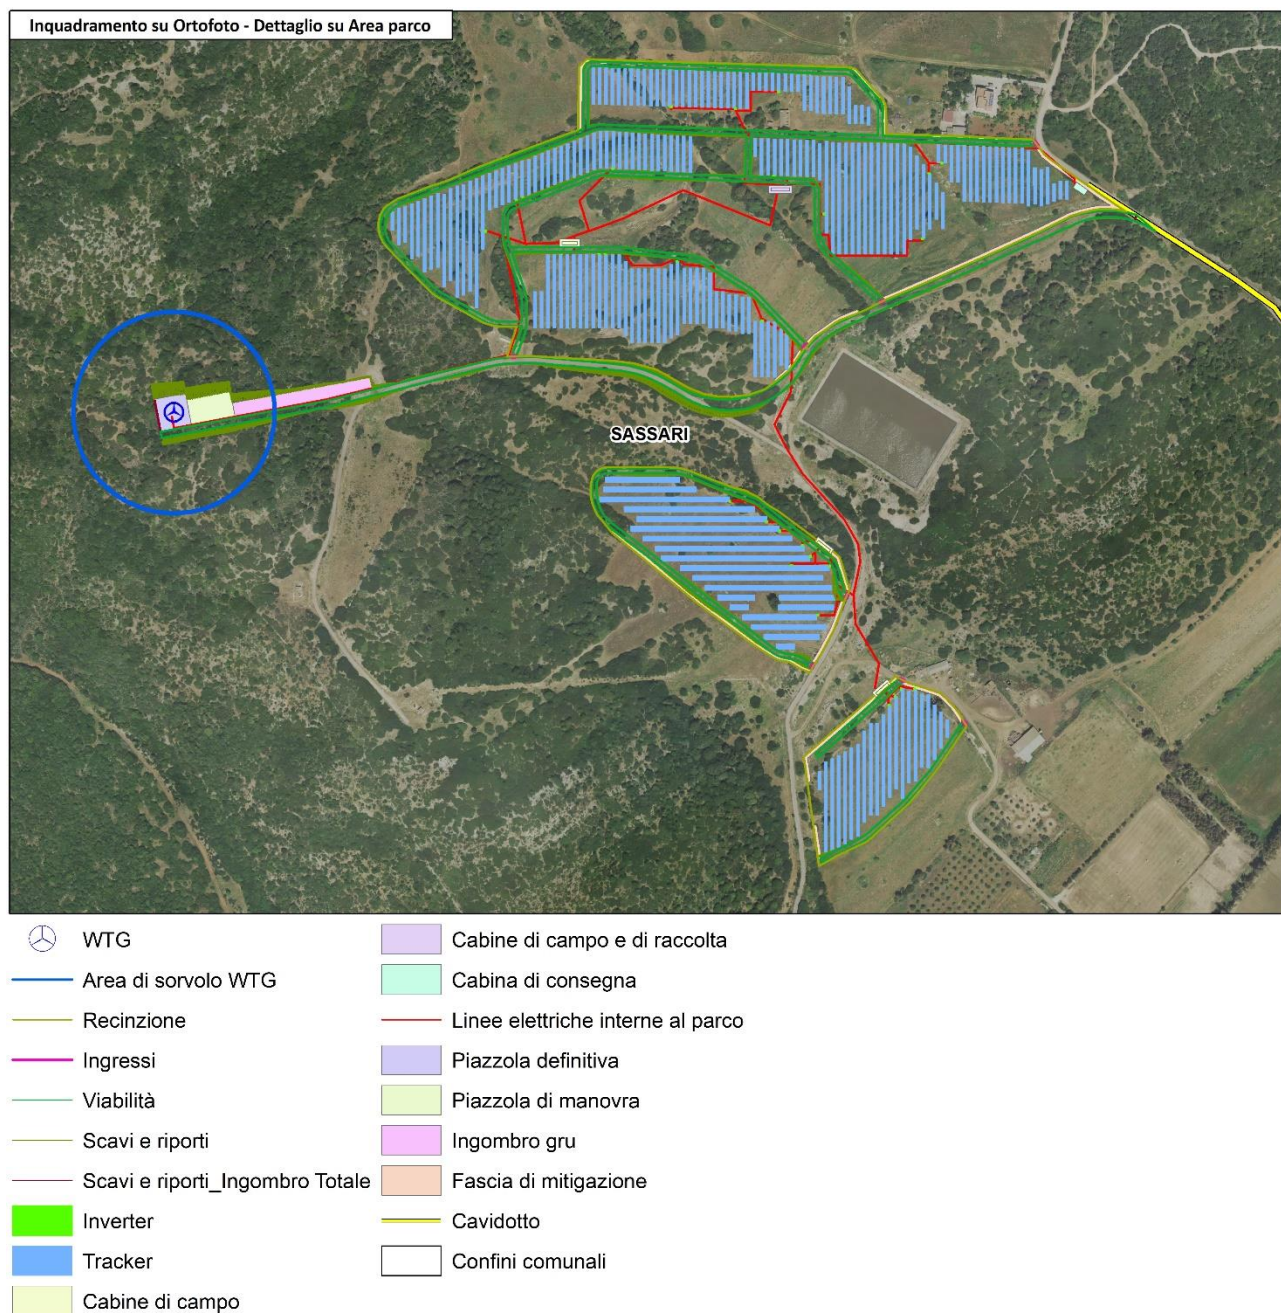 Inquadramento su Ortofoto - Dettaglio su Area parco
SASSARI
WTG
Area di sorvolo WTG
Recinzione
Ingressi
Viabilità
Scavi e riporti
Scavi e riporti_Ingombro Totale
Inverter
Tracker
Cabine di campo
Cabine di campo e di raccolta
Cabina di consegna
Linee elettriche interne al parco
Piazzola definitiva
Piazzola di manovra
Ingombro gru
Fascia di mitigazione
Cavidotto
Confini comunali